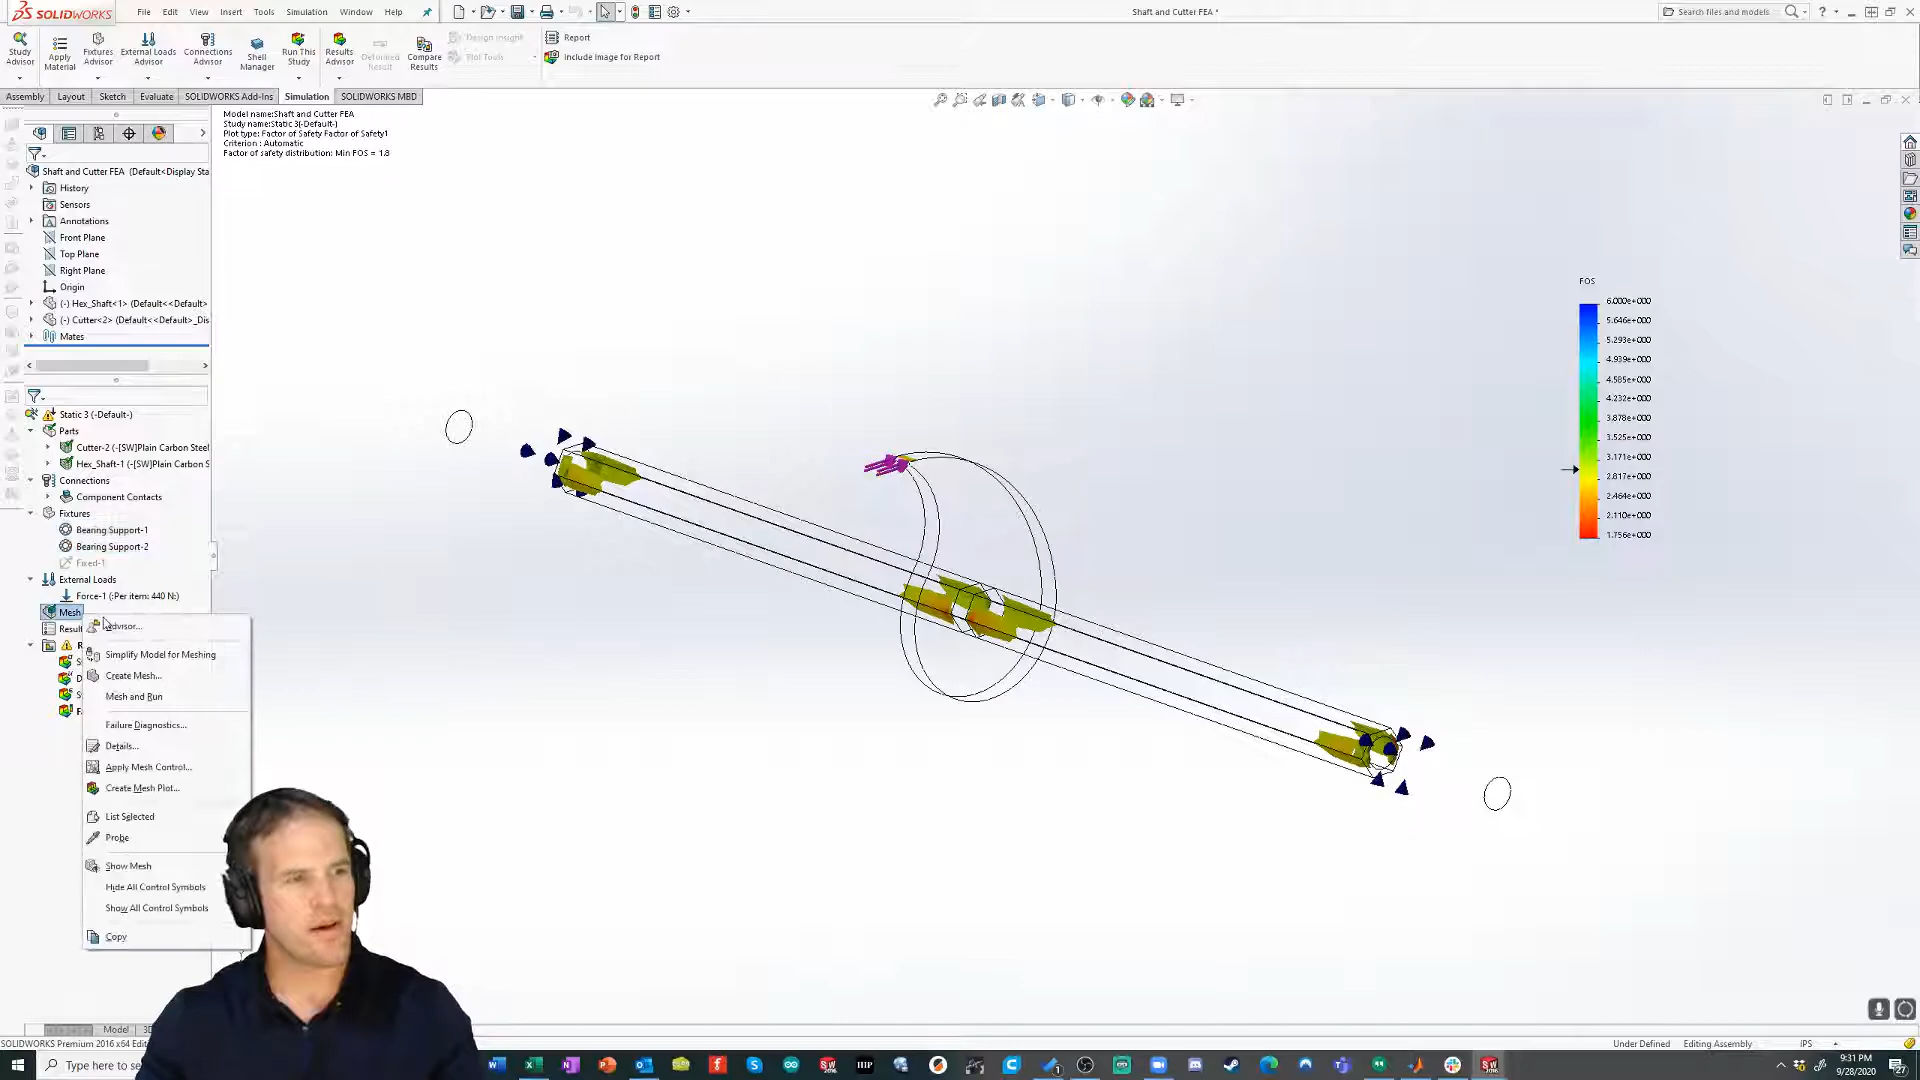 SOLIDWORKS
File Edit View Insert Tools Simulation Window Help
Shaft and Cutter FEA *
Search files and models
Study Advisor
Apply Material
Fixtures Advisor
External Loads Advisor
Connections Advisor
Shell Manager
Run This Study
Results Advisor
Deformed Result
Compare Results
Design Insight
Plot Tools
Report
Include Image for Report
Assembly Layout Sketch Evaluate SOLIDWORKS Add-Ins Simulation SOLIDWORKS MBD
Model name:Shaft and Cutter FEA
Study name:Static 3(-Default-)
Plot type: Factor of Safety Factor of Safety1
Criterion : Automatic
Factor of safety distribution: Min FOS = 1.8
Shaft and Cutter FEA (Default<Display Sta
History
Sensors
Annotations
Front Plane
Top Plane
Right Plane
Origin
(-) Hex_Shaft<1> (Default<<Default>
(-) Cutter<2> (Default<<Default>_Dis
Mates
Static 3 (-Default-)
Parts
Cutter-2 (-[SW]Plain Carbon Steel
Hex_Shaft-1 (-[SW]Plain Carbon S
Connections
Component Contacts
Fixtures
Bearing Support-1
Bearing Support-2
Fixed-1
External Loads
Force-1 (:Per item: 440 N:)
Mesh
Result
Advisor...
Simplify Model for Meshing
Create Mesh...
Mesh and Run
Failure Diagnostics...
Details...
Apply Mesh Control...
Create Mesh Plot...
List Selected
Probe
Show Mesh
Hide All Control Symbols
Show All Control Symbols
Copy
FOS
6.000e+000
5.646e+000
5.293e+000
4.939e+000
4.585e+000
4.232e+000
3.878e+000
3.525e+000
3.171e+000
2.817e+000
2.464e+000
2.110e+000
1.756e+000
Model
SOLIDWORKS Premium 2016 x64 Edit
Under Defined
Editing Assembly
IPS
Type here to se
9:31 PM
9/28/2020
27